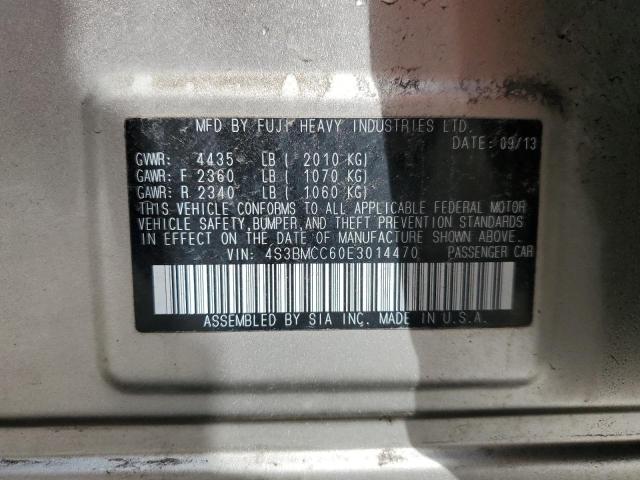 MFD BY FUJI HEAVY INDUSTRIES LTD.
DATE: 09/13
GVWR: 4435 LB ( 2010 KG)
GAWR: F 2360 LB ( 1070 KG)
GAWR: R 2340 LB ( 1060 KG)
THIS VEHICLE CONFORMS TO ALL APPLICABLE FEDERAL MOTOR
VEHICLE SAFETY, BUMPER, AND THEFT PREVENTION STANDARDS
IN EFFECT ON THE DATE OF MANUFACTURE SHOWN ABOVE.
VIN: 4S3BMCC60E3014470 PASSENGER CAR
ASSEMBLED BY SIA INC. MADE IN U.S.A.